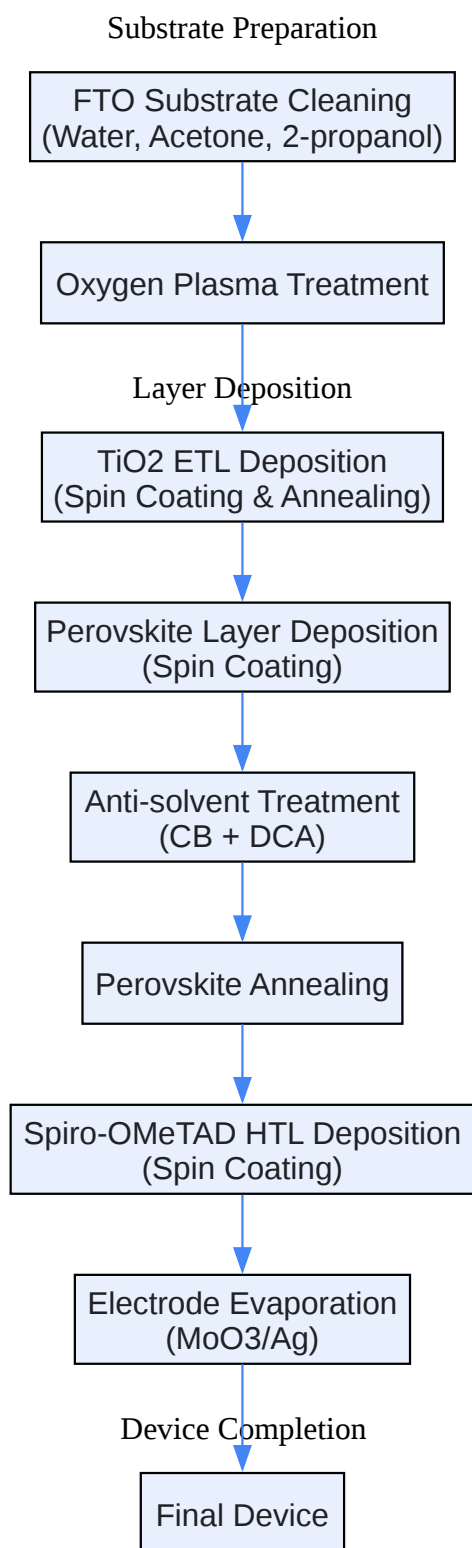 Substrate Preparation
FTO Substrate Cleaning
(Water, Acetone, 2-propanol)
Oxygen Plasma Treatment
Layer Deposition
TiO2 ETL Deposition
(Spin Coating & Annealing)
Perovskite Layer Deposition
(Spin Coating)
Anti-solvent Treatment
(CB + DCA)
Perovskite Annealing
Spiro-OMeTAD HTL Deposition
(Spin Coating)
Electrode Evaporation
(MoO3/Ag)
Device Completion
Final Device